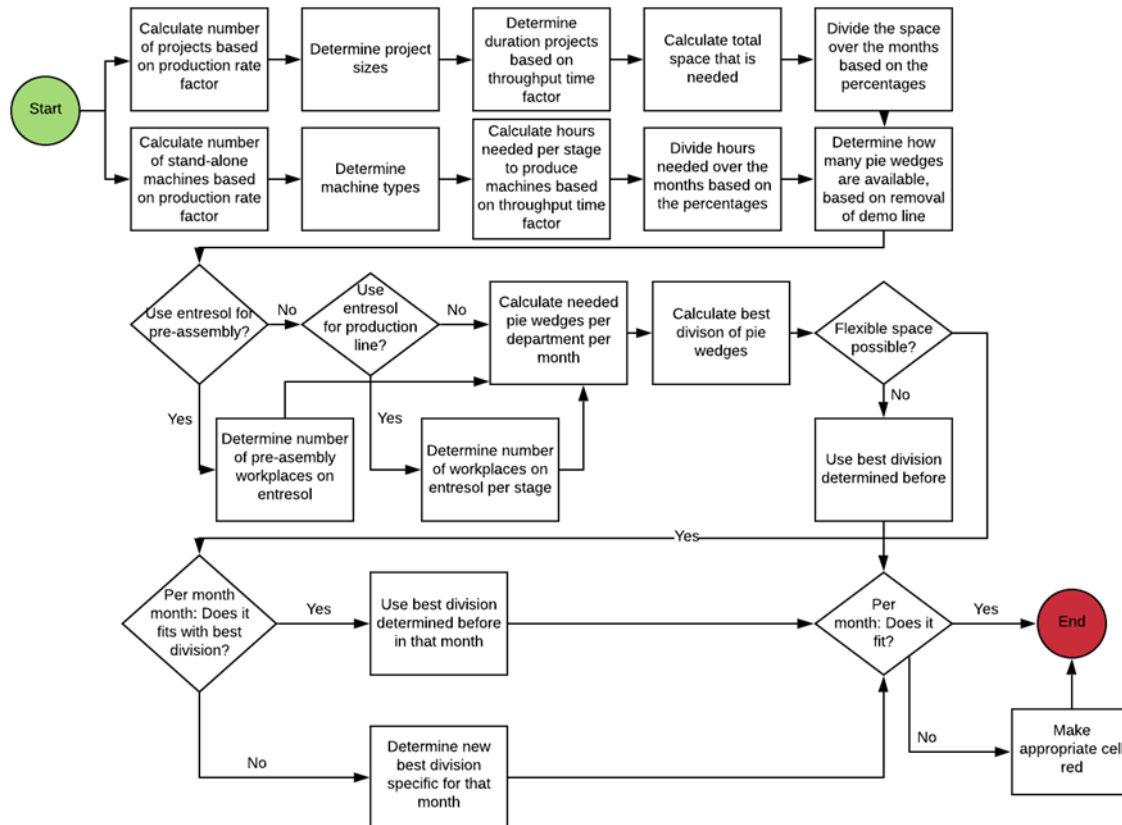 Calculate number
of projects based
on production rate
factor
Determine project
sizes
Determine
duration projects
based on
throughput time
factor
Calculate total
space that is
needed
Divide the space
over the months
based on the
percentages
Start
Calculate number
of stand-alone
machines based
on production rate
factor
Determine
machine types
Calculate hours
needed per stage
to produce
machines based
on throughput time
factor
Divide hours
needed over the
months based on
the percentages
Determine how
many pie wedges
are available,
based on removal
of demo line
Use entresol for
pre-assembly?
No
Use
entresol
for production
line?
No
Calculate needed
pie wedges per
department per
month
Calculate best
divison of pie
wedges
Flexible space
possible?
Yes
Determine number
of pre-asembly
workplaces on
entresol
Yes
Determine number
of workplaces on
entresol per stage
No
Use best division
determined before
Yes
Per month
month: Does it
fits with best
division?
Yes
Use best division
determined before
in that month
Per
month: Does it
fit?
Yes
End
No
Determine new
best division
specific for that
month
No
Make
appropriate cell
red